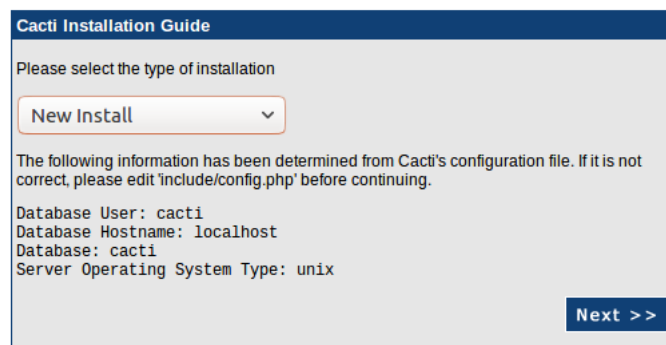 Cacti Installation Guide
Please select the type of installation
New Install
The following information has been determined from Cacti's configuration file. If it is not
correct, please edit 'include/config.php' before continuing.
Database User: cacti
Database Hostname: localhost
Database: cacti
Server Operating System Type: unix
Next >>